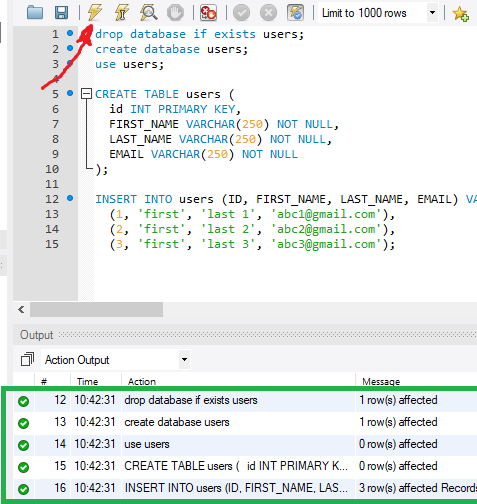 Limit to 1000 rows
1 drop database if exists users;
2 create database users;
3 use users;
4
5 CREATE TABLE users (
6 id INT PRIMARY KEY,
7 FIRST_NAME VARCHAR(250) NOT NULL,
8 LAST_NAME VARCHAR(250) NOT NULL,
9 EMAIL VARCHAR(250) NOT NULL
10 );
11
12 INSERT INTO users (ID, FIRST_NAME, LAST_NAME, EMAIL) VA
13 (1, 'first', 'last 1', 'abc1@gmail.com'),
14 (2, 'first', 'last 2', 'abc2@gmail.com'),
15 (3, 'first', 'last 3', 'abc3@gmail.com');
Output
Action Output
# Time Action Message
12 10:42:31 drop database if exists users 1 row(s) affected
13 10:42:31 create database users 1 row(s) affected
14 10:42:31 use users 0 row(s) affected
15 10:42:31 CREATE TABLE users ( id INT PRIMARY K... 0 row(s) affected
16 10:42:31 INSERT INTO users (ID, FIRST_NAME, LAS... 3 row(s) affected Records